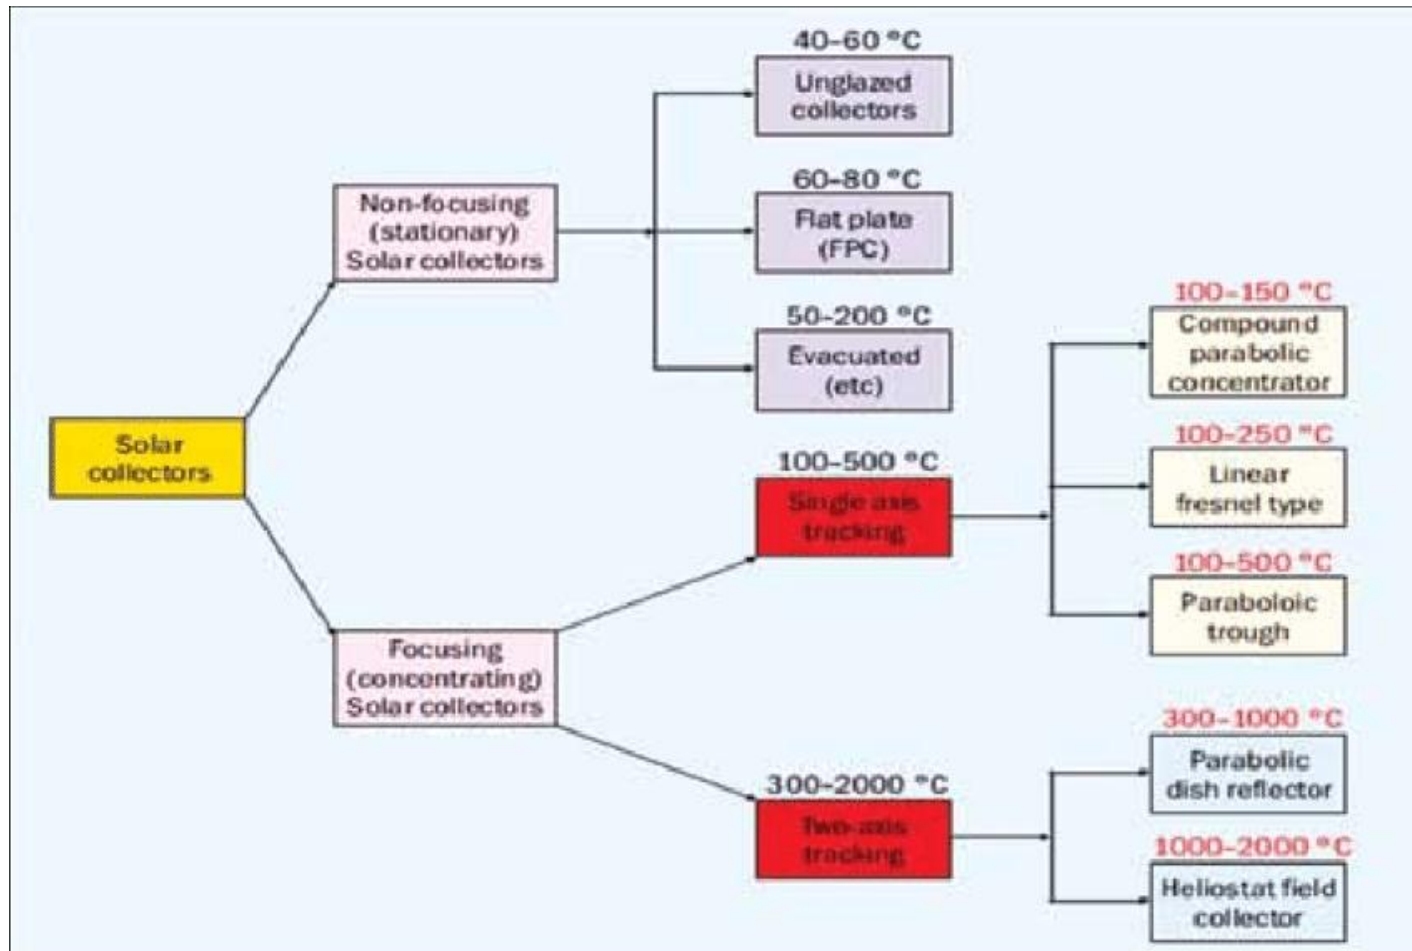 40–60 °C
Unglazed
collectors
60–80 °C
Flat plate
(FPC)
50–200 °C
Evacuated
(etc)
Non-focusing
(stationary)
Solar collectors
Solar
collectors
Focusing
(concentrating)
Solar collectors
100–500 °C
Single axis
tracking
300–2000 °C
Two-axis
tracking
100–150 °C
Compound
parabolic
concentrator
100–250 °C
Linear
fresnel type
100–500 °C
Paraboloic
trough
300–1000 °C
Parabolic
dish reflector
1000–2000 °C
Heliostat field
collector